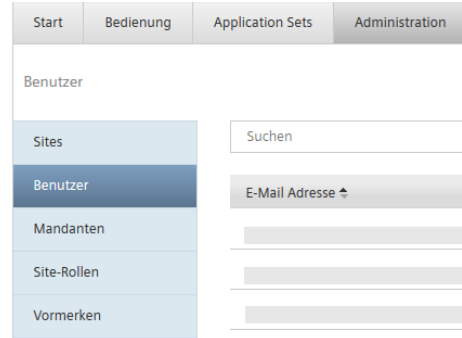 Start Bedienung Application Sets Administration
Benutzer
Sites
Benutzer
Mandanten
Site-Rollen
Vormerken
Suchen
E-Mail Adresse